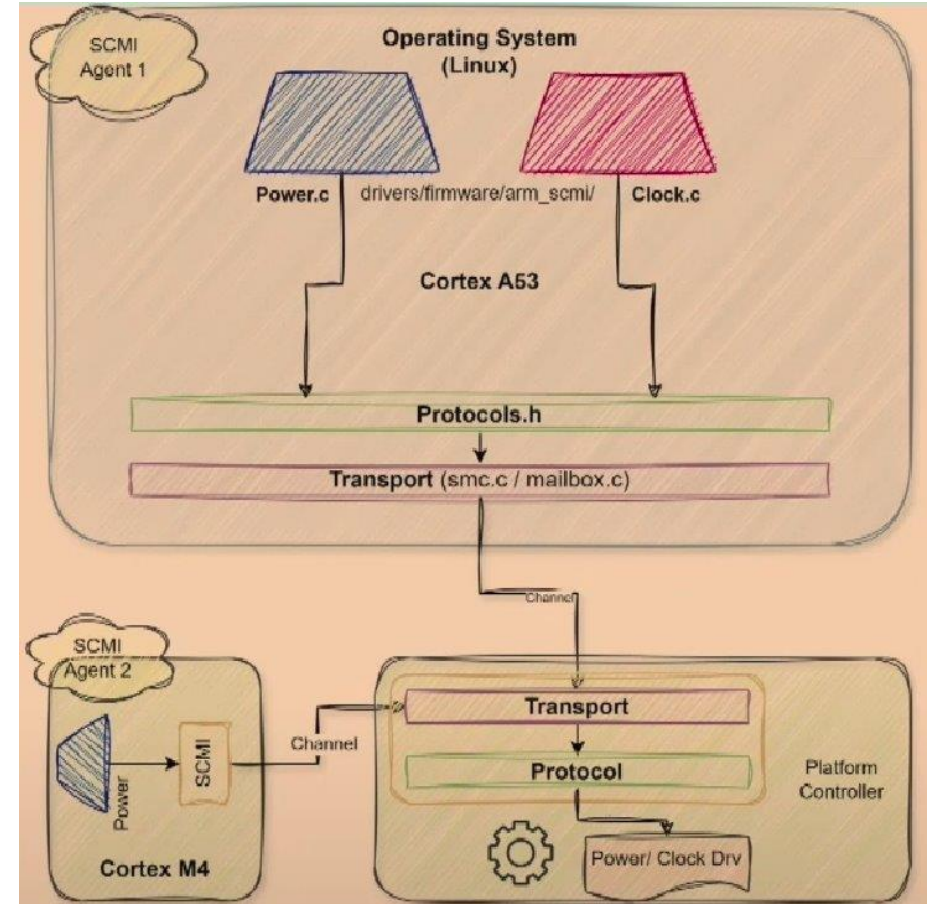 SCMI
Agent 1
Operating System
(Linux)
Power.c
drivers/firmware/arm_scmi/
Clock.c
Cortex A53
Protocols.h
Transport (smc.c / mailbox.c)
Channel
SCMI
Agent 2
Power
SCMI
Channel
Cortex M4
Transport
Protocol
Platform
Controller
Power/ Clock Drv